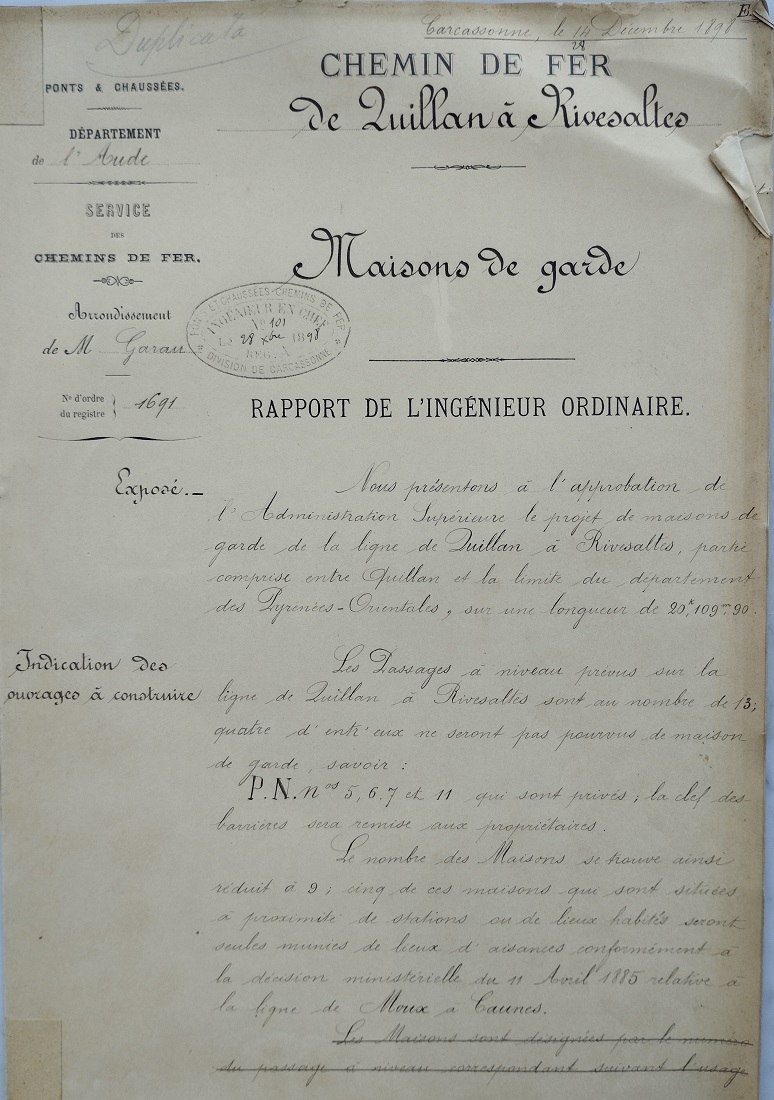 Duplicata
E.
Carcassonne, le 14 Décembre 1898
28
PONTS & CHAUSSÉES.
DÉPARTEMENT
de l'Aude
SERVICE
DES
CHEMINS DE FER.
Arrondissement
de M Garau
Nº d'ordre
du registre } 1691
CHEMIN DE FER
de Quillan à Rivesaltes
Maisons de garde
PONTS ET CHAUSSÉES - CHEMINS DE FER
INGÉNIEUR EN CHEF
Nº 101
Le 28 Xbre 1898
REG. A
DIVISION DE CARCASSONNE
RAPPORT DE L'INGÉNIEUR ORDINAIRE.
Exposé.-
Nous présentons à l'approbation de
l'Administration Supérieure le projet de maisons de
garde de la ligne de Quillan à Rivesaltes, partie
comprise entre Quillan et la limite du département
des Pyrénées-Orientales, sur une longueur de 20k,109m.90.
Indication des
ouvrages à construire
Les Passages à niveau prévus sur la
ligne de Quillan à Rivesaltes sont au nombre de 13;
quatre d'entr'eux ne seront pas pourvus de maison
de garde, savoir :
P.N. nos 5, 6, 7 et 11 qui sont privés ; la clef des
barrières sera remise aux propriétaires.
Le nombre des Maisons se trouve ainsi
réduit à 9 ; cinq de ces maisons qui sont situées
à proximité de stations ou de lieux habités seront
seules munies de lieux d'aisances conformément à
la décision ministérielle du 11 Avril 1885 relative à
la ligne de Moux à Caunes.
Les Maisons sont désignées par le numéro
du passage à niveau correspondant suivant l'usage